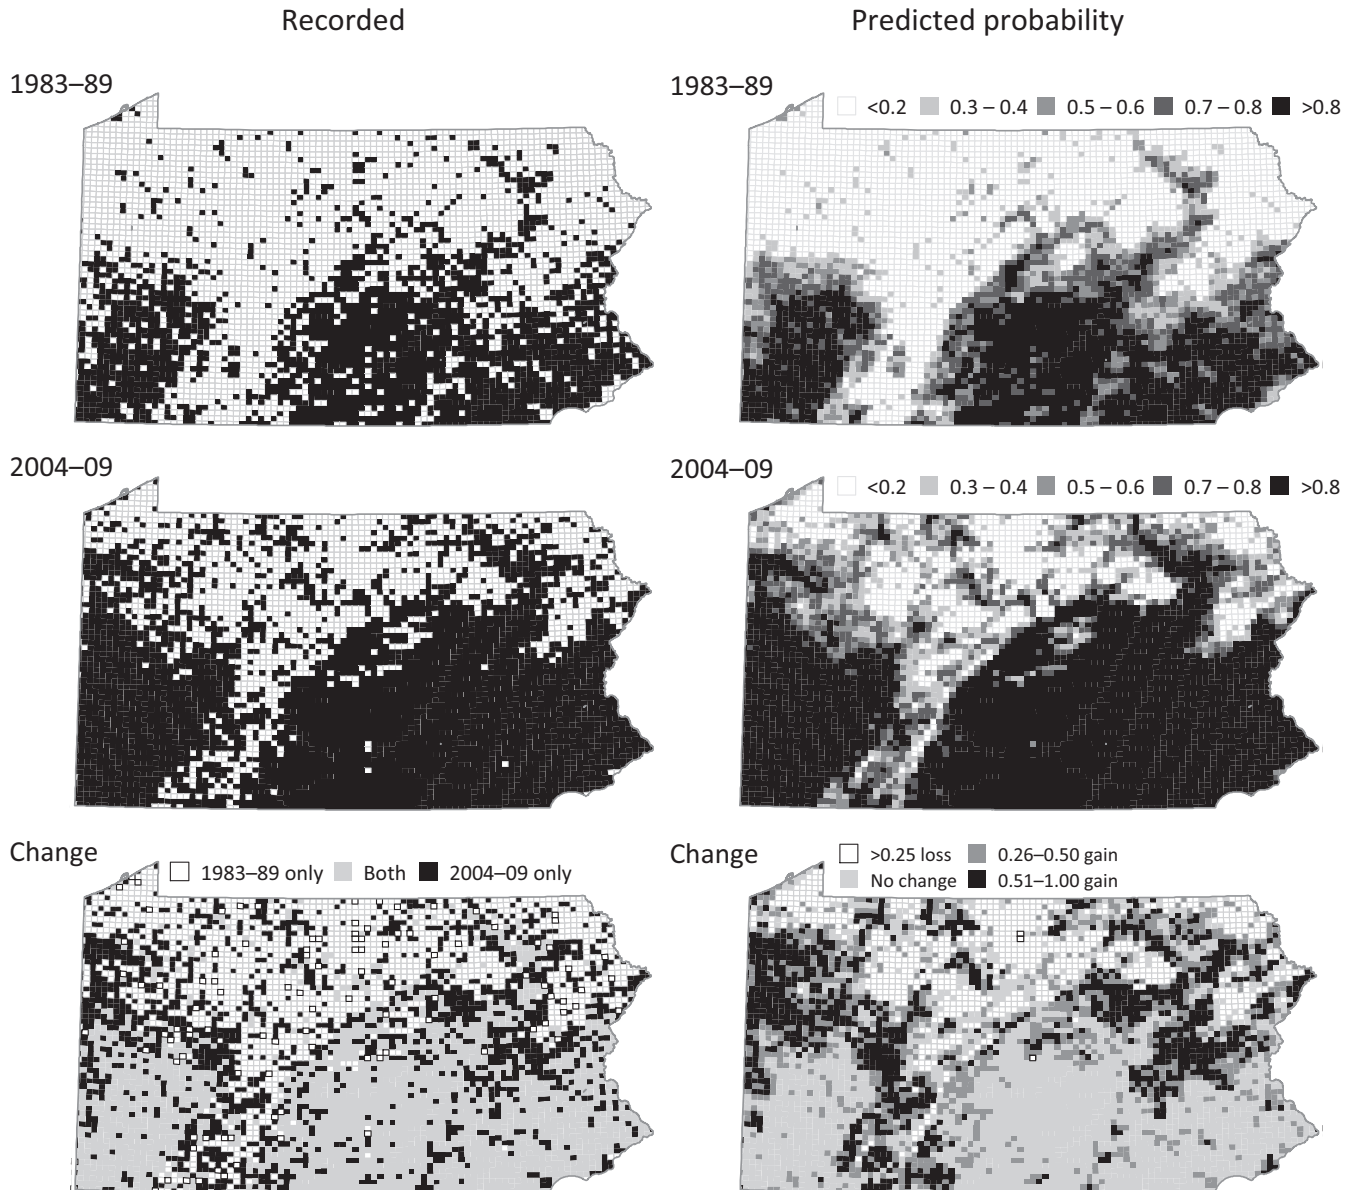 Recorded
Predicted probability
1983–89
1983–89
<0.2 0.3 – 0.4 0.5 – 0.6 0.7 – 0.8 >0.8
2004–09
2004–09
<0.2 0.3 – 0.4 0.5 – 0.6 0.7 – 0.8 >0.8
Change
1983–89 only Both 2004–09 only
Change
>0.25 loss 0.26–0.50 gain
No change 0.51–1.00 gain